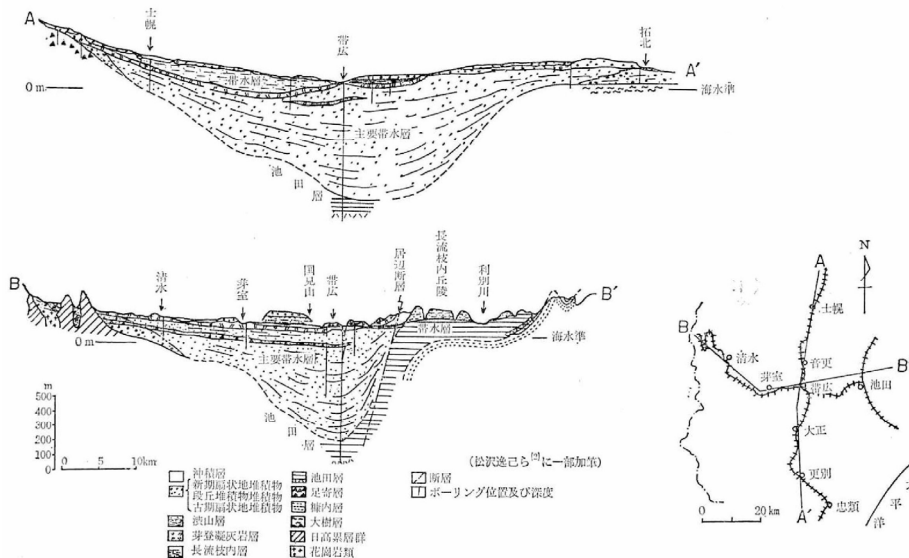 A
士幌
帯広
拓北
A′
0 m
帯水層
主要帯水層
海水準
池田層
B
清水
芽室
国見山
帯広
居辺断層
長流枝内丘陵
利別川
B′
0 m
帯水層
主要帯水層
海水準
池田層
m
500
400
300
200
100
0
0 5 10km
(松沢逸巳ら[2]に一部加筆)
沖積層
新期扇状地堆積物
段丘堆積物堆積物
古期扇状地堆積物
渋山層
芽登凝灰岩層
長流枝内層
池田層
足寄層
糠内層
大樹層
日高累層群
花崗岩類
断層
ボーリング位置及び深度
N
A
士幌
B
清水
音更
B′
芽室
帯広
池田
大正
更別
忠類
A′
太平洋
0 20 km